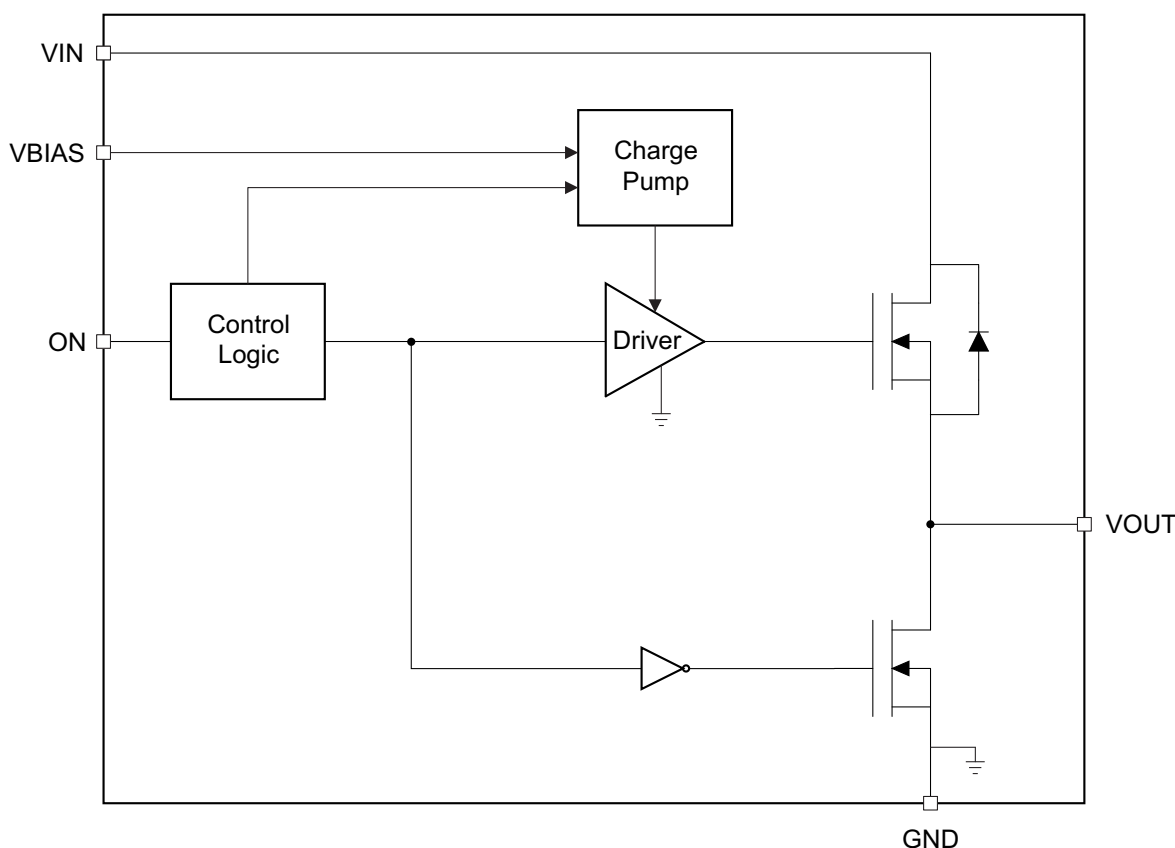 VIN
VBIAS
Charge
Pump
ON
Control
Logic
Driver
VOUT
GND